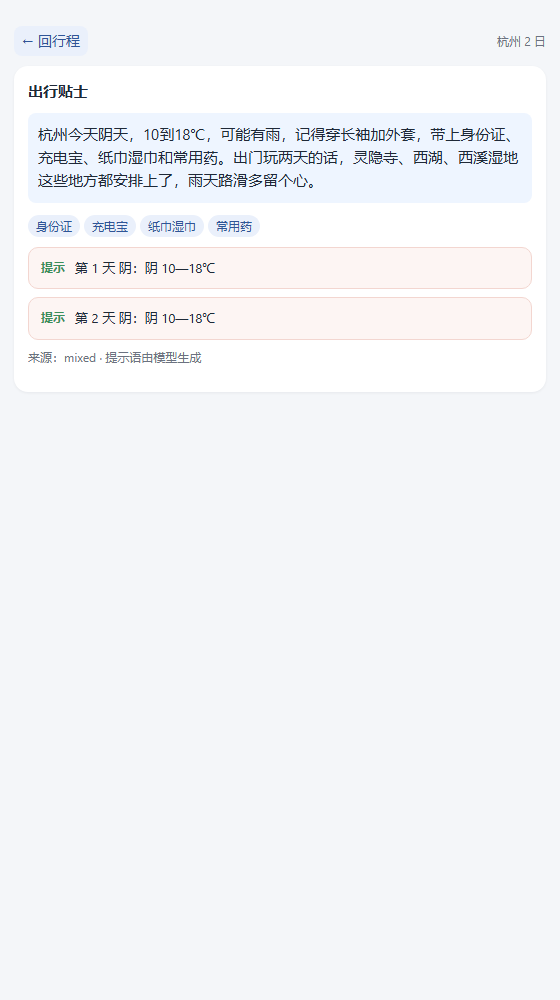 ← 回行程
杭州 2 日
出行贴士
杭州今天阴天，10到18℃，可能有雨，记得穿长袖加外套，带上身份证、
充电宝、纸巾湿巾和常用药。出门玩两天的话，灵隐寺、西湖、西溪湿地
这些地方都安排上了，雨天路滑多留个心。
身份证 充电宝 纸巾湿巾 常用药
提示 第 1 天 阴：阴 10—18℃
提示 第 2 天 阴：阴 10—18℃
来源：mixed · 提示语由模型生成